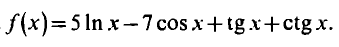 f(x)=5 ln x−7 cos x+tg x+ctg x.